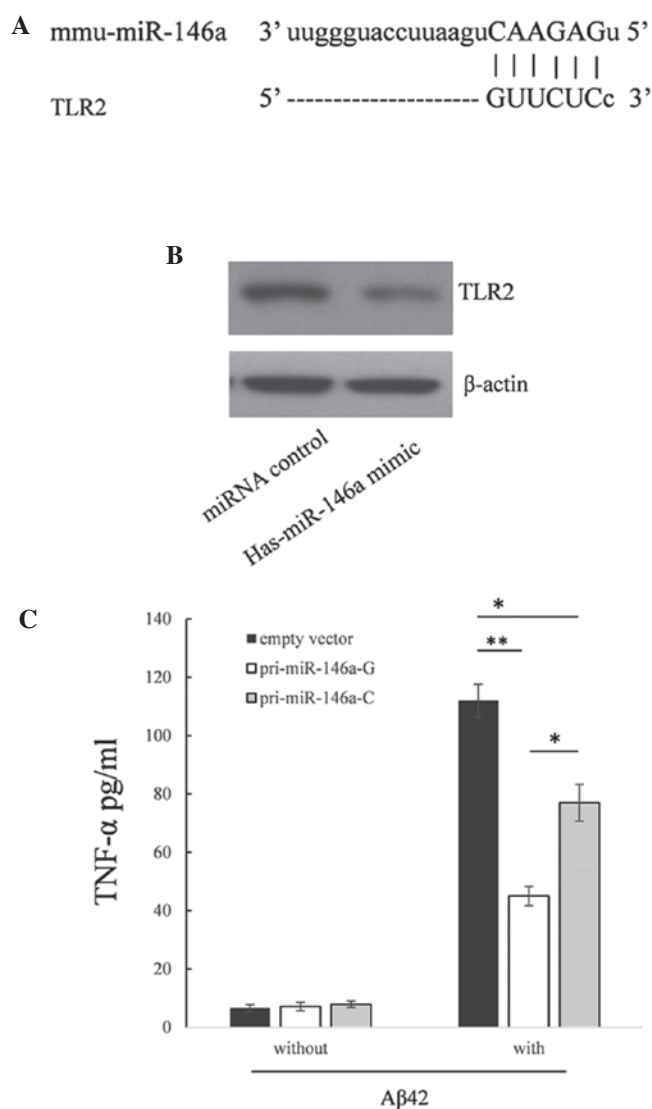 A
mmu-miR-146a 3' uuggguaccuuaaguCAAGAGu 5'
TLR2 5' -------------------GUUCUCc 3'
B
TLR2
β-actin
miRNA control
Has-miR-146a mimic
C
TNF-α pg/ml
140
120
100
80
60
40
20
0
empty vector
pri-miR-146a-G
pri-miR-146a-C
*
**
*
without with
Aβ42